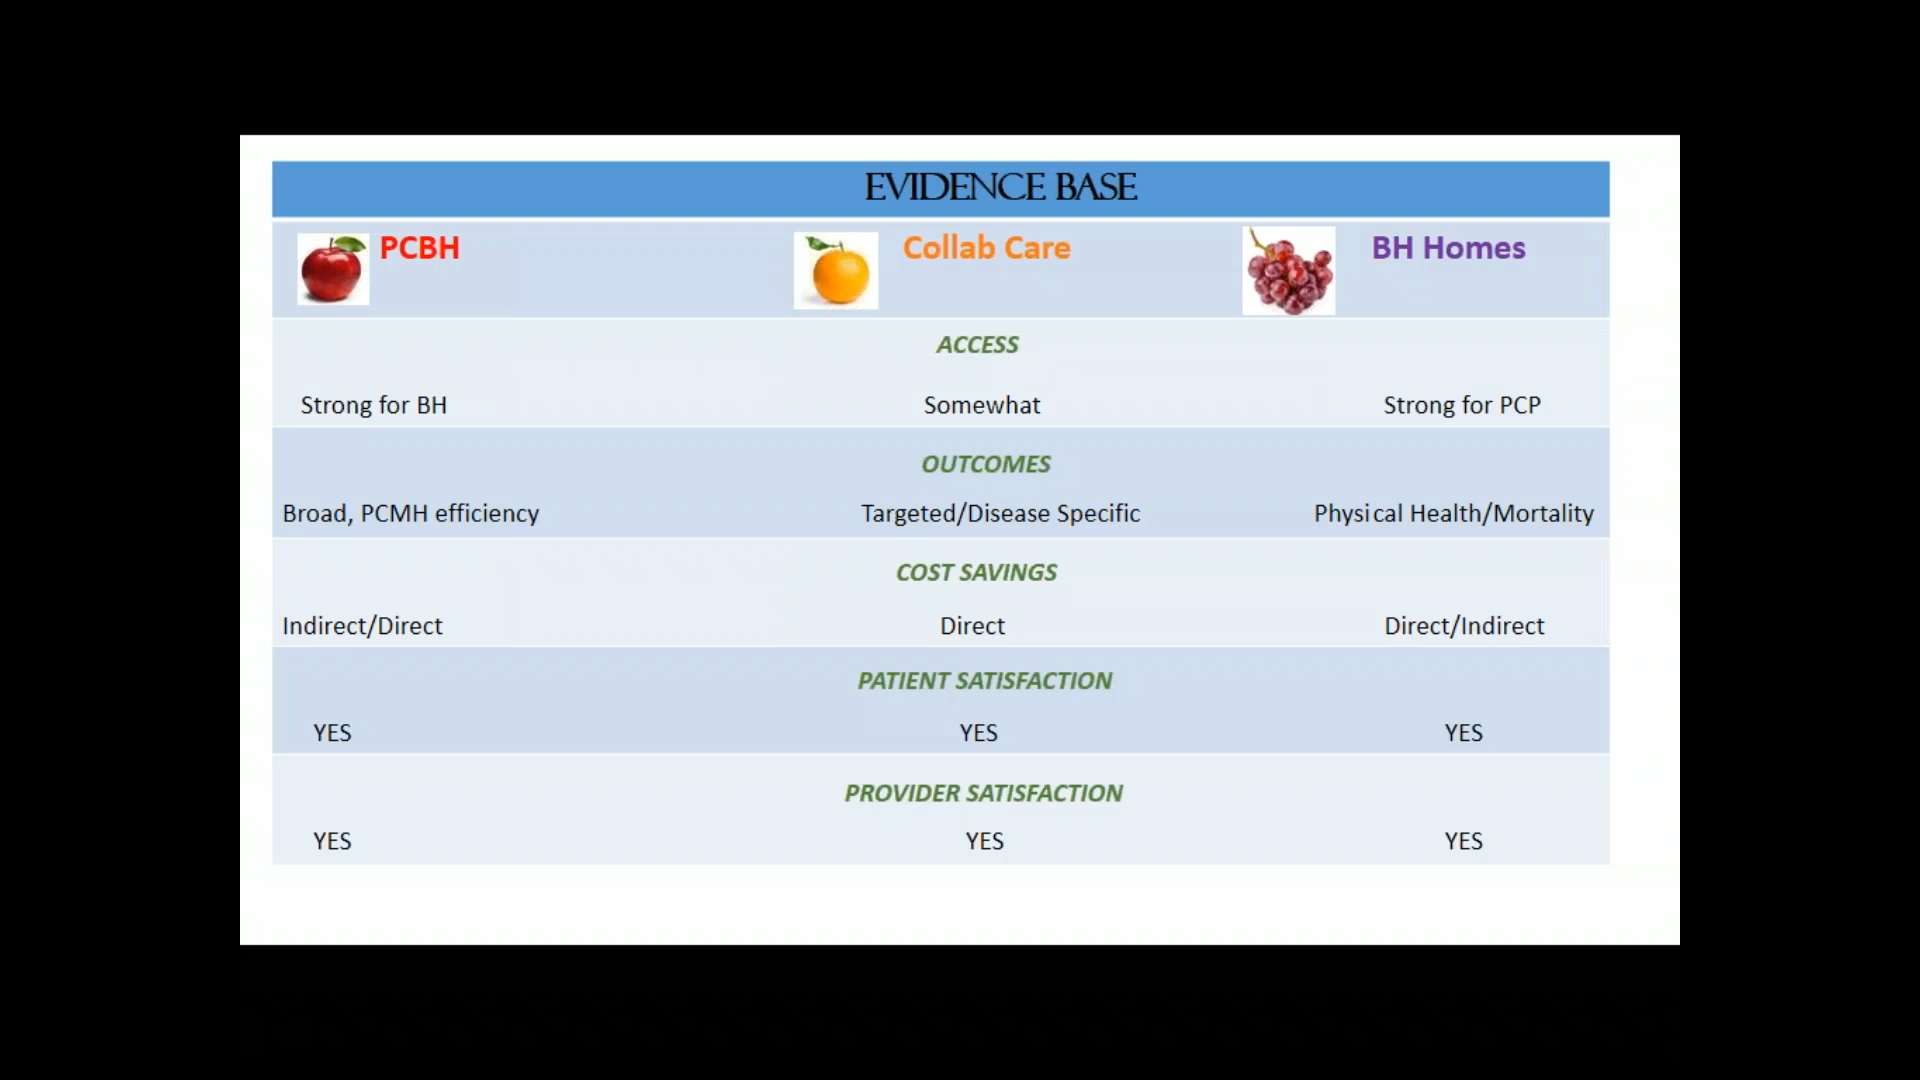 EVIDENCE BASE
PCBH Collab Care BH Homes
ACCESS
Strong for BH Somewhat Strong for PCP
OUTCOMES
Broad, PCMH efficiency Targeted/Disease Specific Physical Health/Mortality
COST SAVINGS
Indirect/Direct Direct Direct/Indirect
PATIENT SATISFACTION
YES YES YES
PROVIDER SATISFACTION
YES YES YES